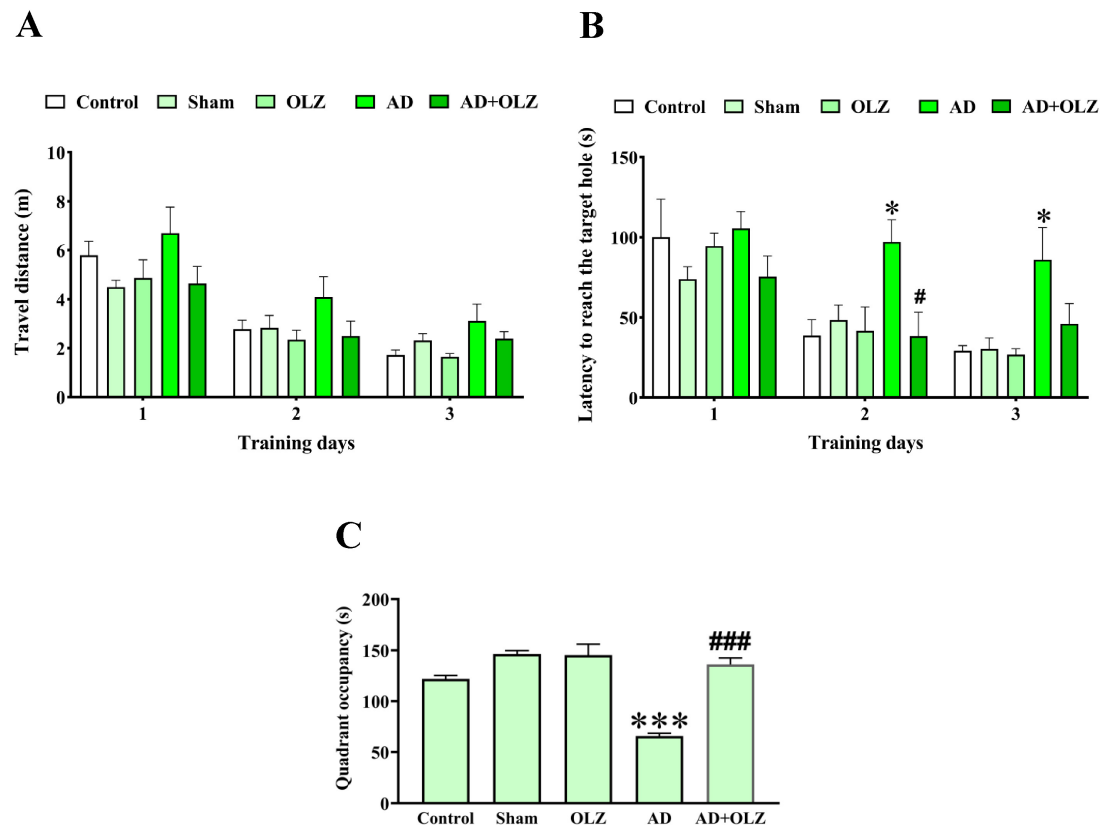 A
Control Sham OLZ AD AD+OLZ
Travel distance (m)
10
8
6
4
2
0
1 2 3
Training days
B
Control Sham OLZ AD AD+OLZ
Latency to reach the target hole (s)
150
100
50
0
*
#
*
1 2 3
Training days
C
Quadrant occupancy (s)
200
150
100
50
0
***
###
Control Sham OLZ AD AD+OLZ